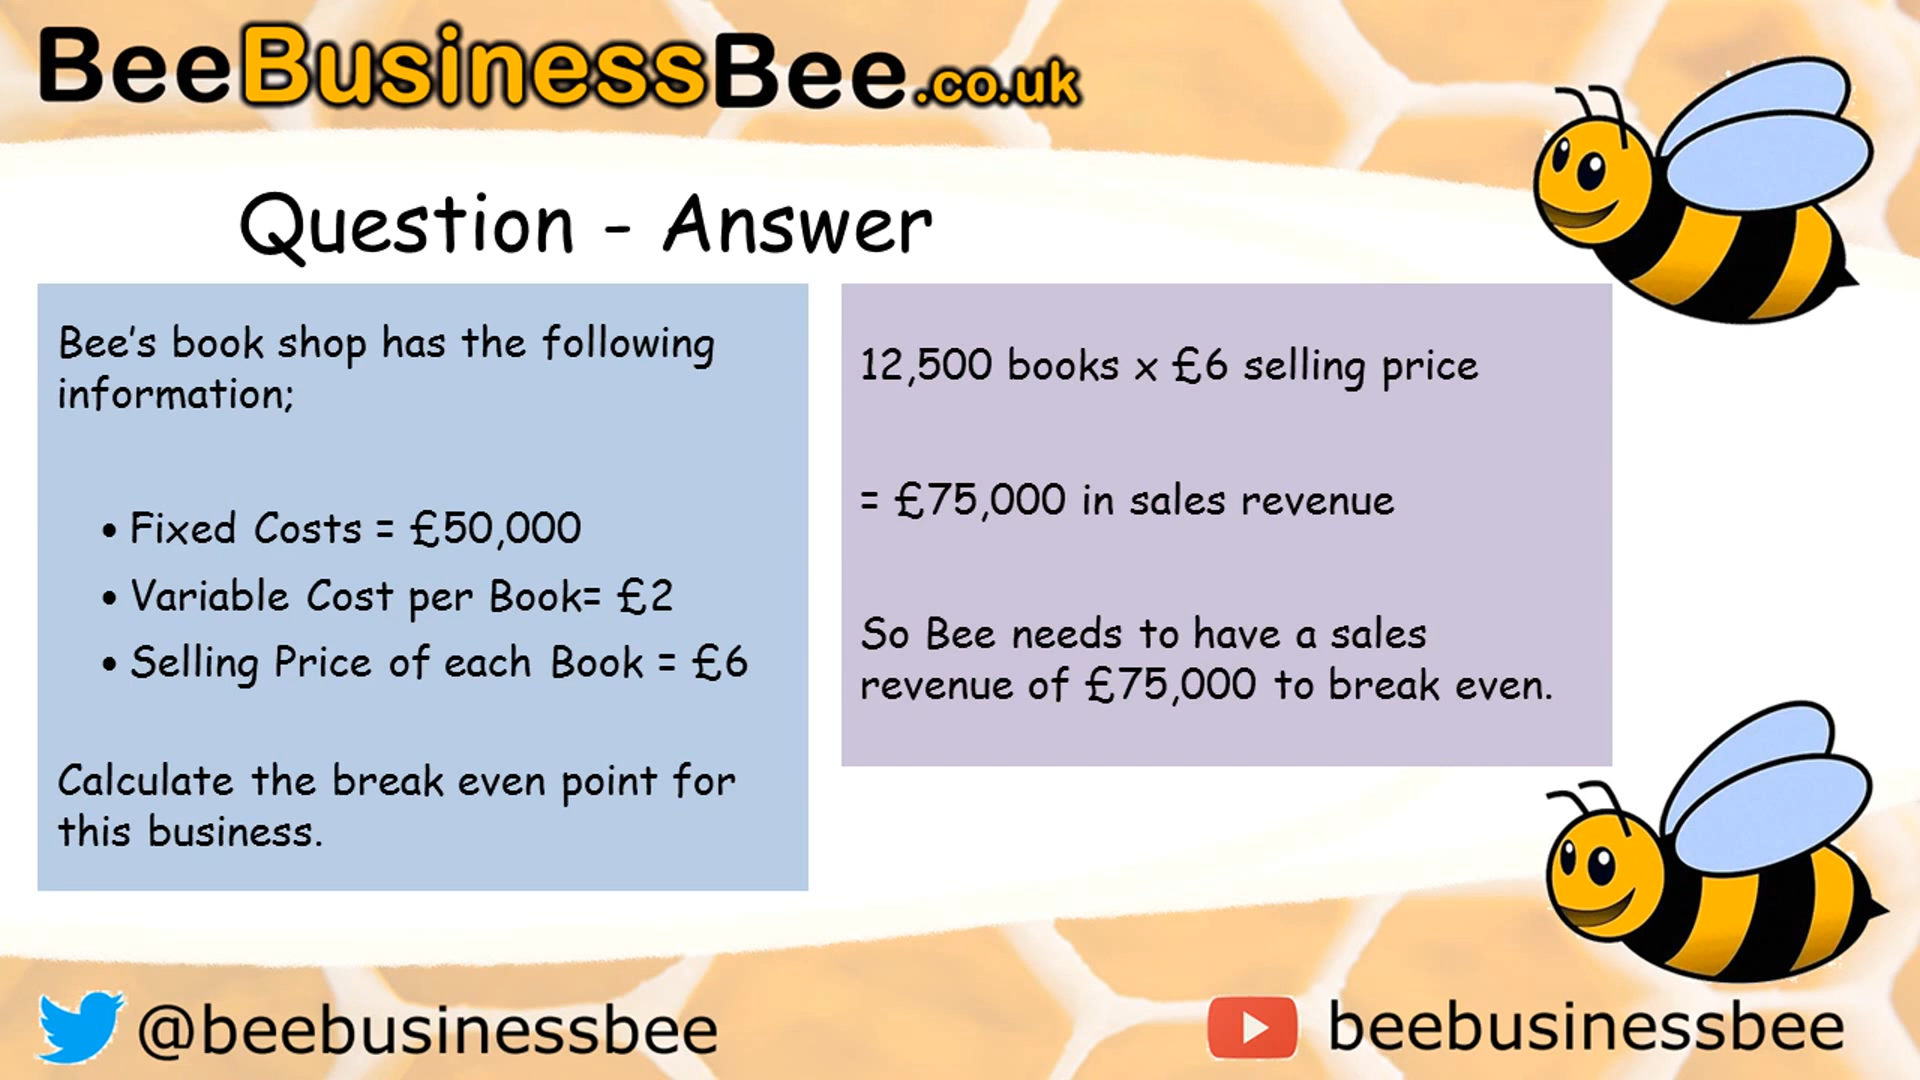 BeeBusinessBee.co.uk
Question - Answer
Bee’s book shop has the following
information;
• Fixed Costs = £50,000
• Variable Cost per Book= £2
• Selling Price of each Book = £6
Calculate the break even point for
this business.
12,500 books x £6 selling price
= £75,000 in sales revenue
So Bee needs to have a sales
revenue of £75,000 to break even.
@beebusinessbee
beebusinessbee